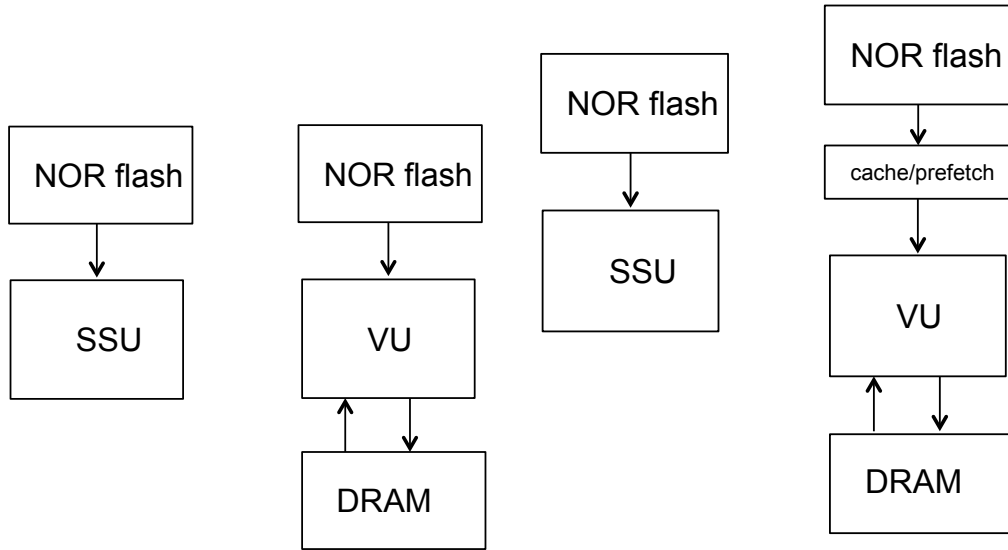 NOR flash
SSU
NOR flash
VU
DRAM
NOR flash
SSU
NOR flash
cache/prefetch
VU
DRAM